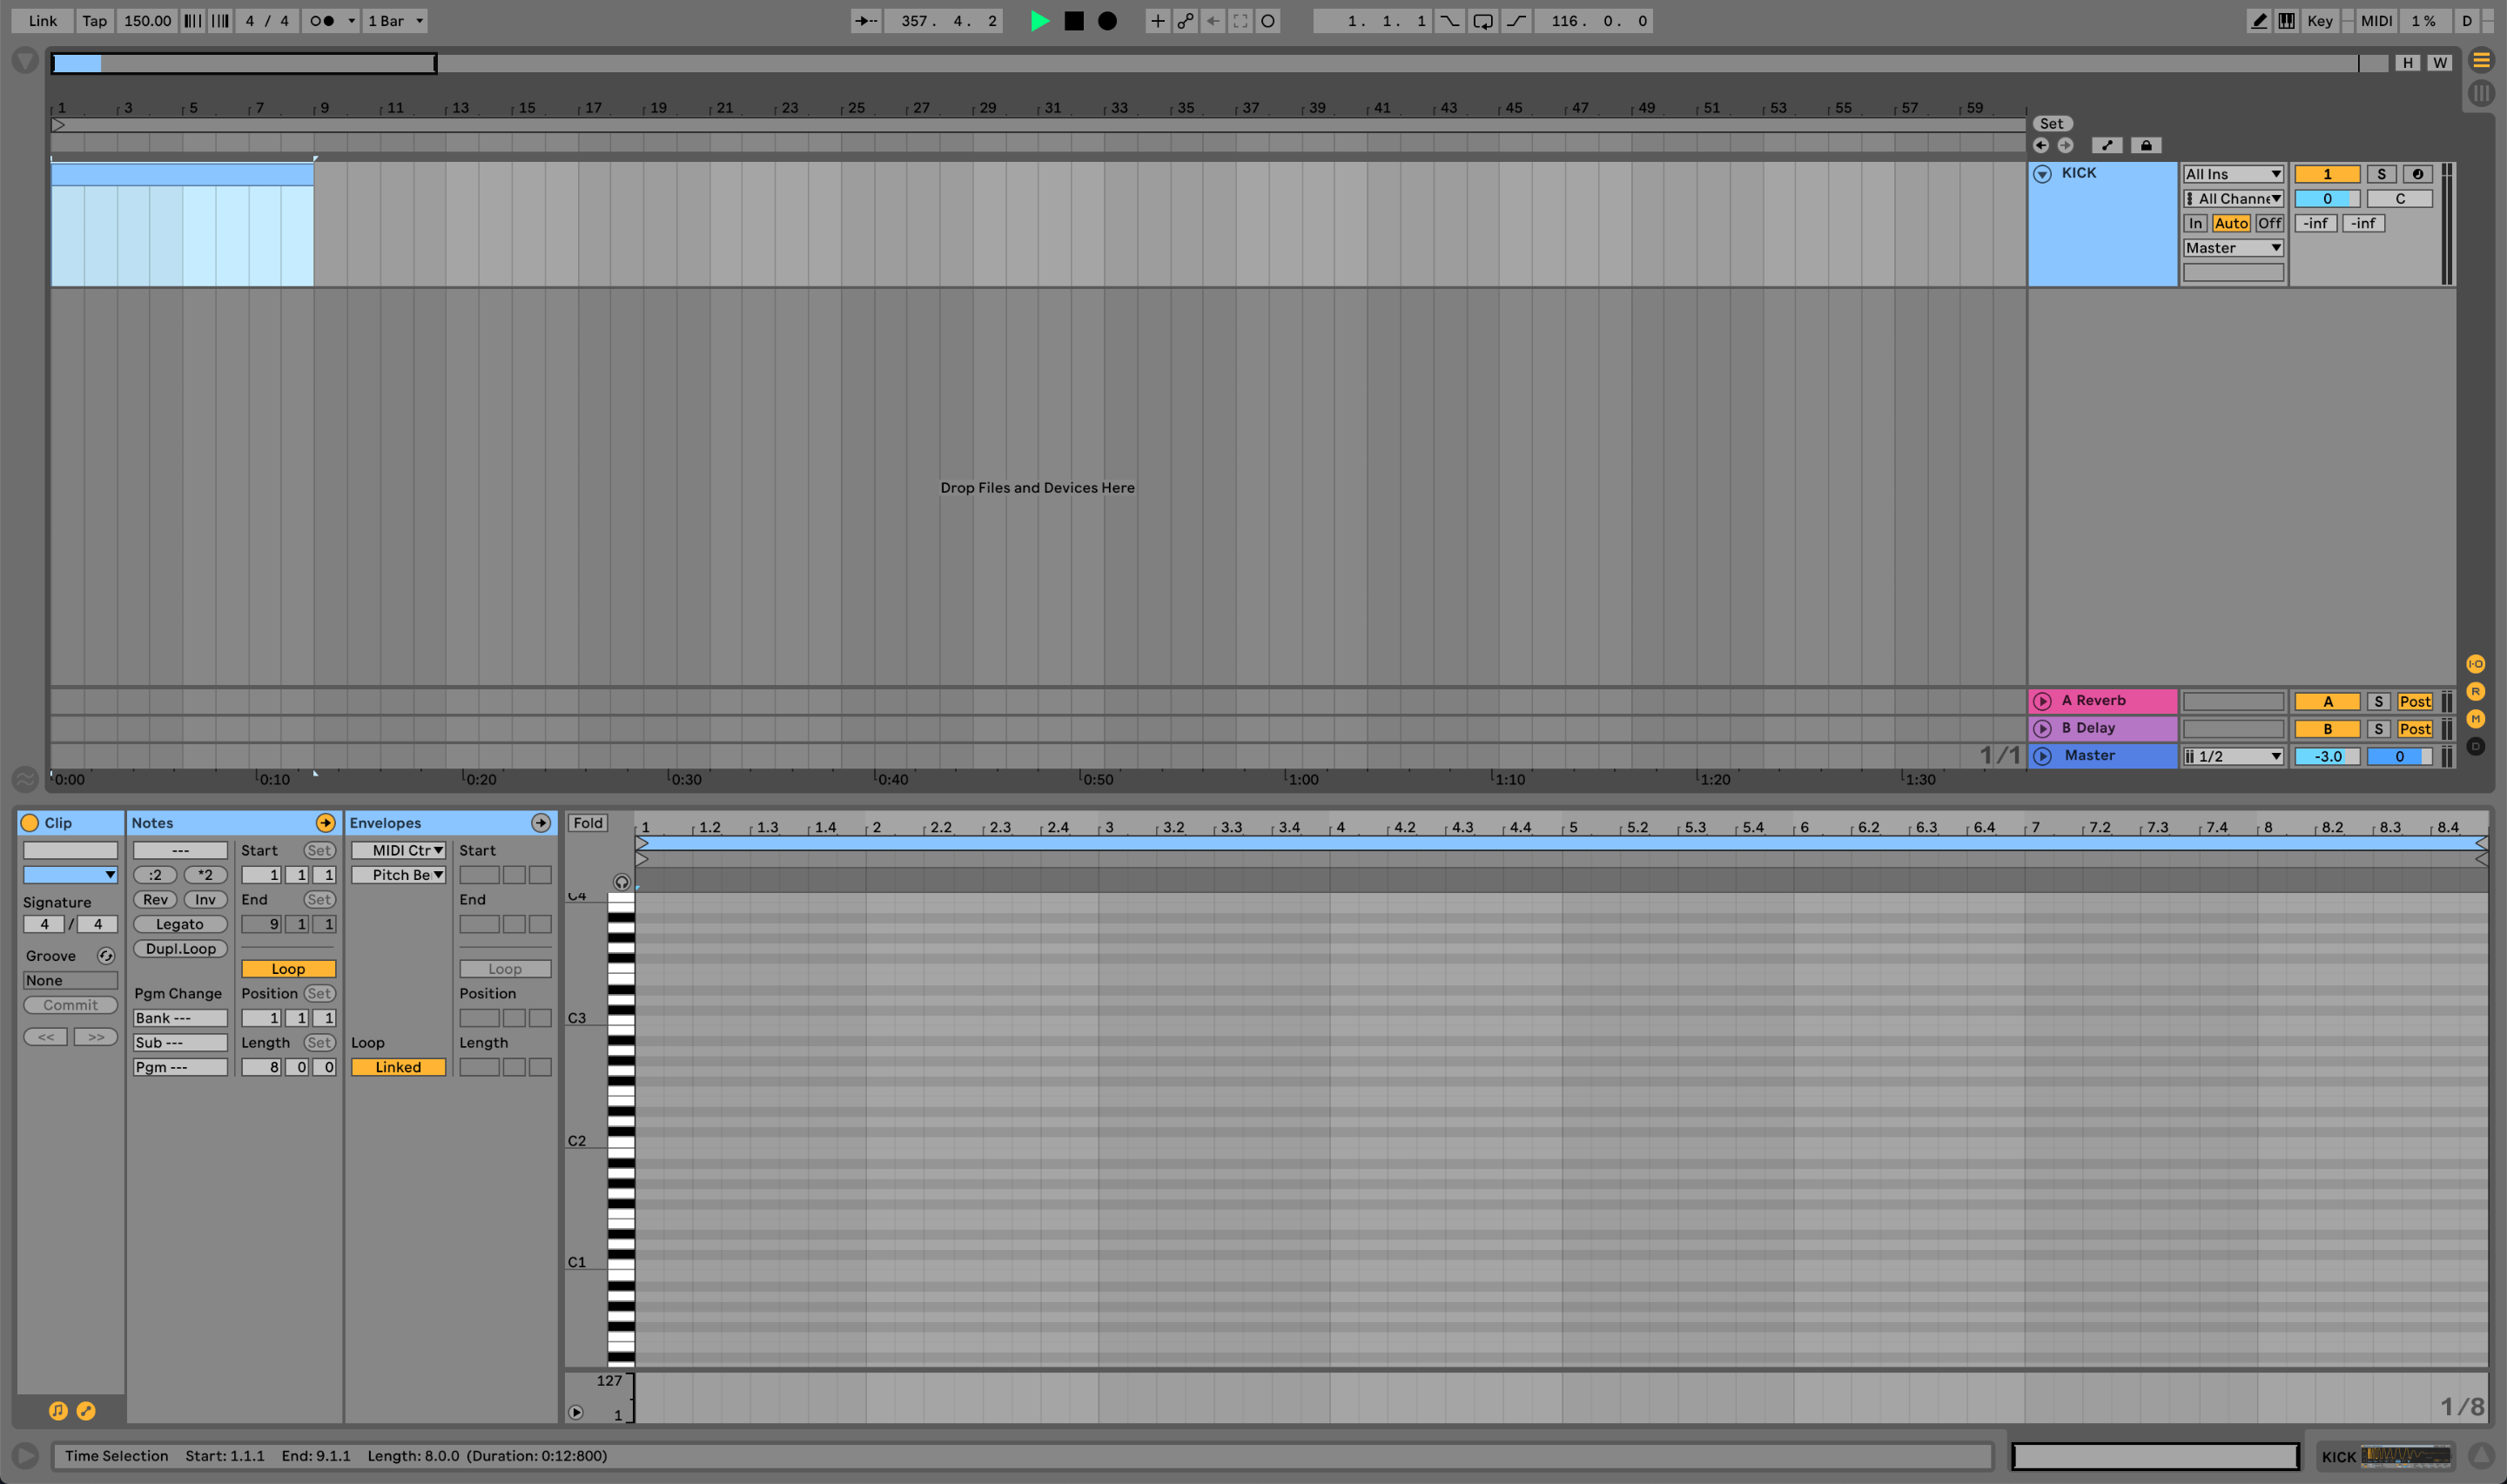 Link Tap 150.00 4 / 4 1 Bar 357. 4. 2 1. 1. 1 116. 0. 0 Key MIDI 1 % D
H W
1 3 5 7 9 11 13 15 17 19 21 23 25 27 29 31 33 35 37 39 41 43 45 47 49 51 53 55 57 59
Set
KICK All Ins 1 S
All Channe 0 C
In Auto Off -inf -inf
Master
Drop Files and Devices Here
I·O
A Reverb A S Post R
B Delay B S Post M
1/1 Master 1/2 -3.0 0 D
0:00 0:10 0:20 0:30 0:40 0:50 1:00 1:10 1:20 1:30
Clip Notes Envelopes Fold 1 1.2 1.3 1.4 2 2.2 2.3 2.4 3 3.2 3.3 3.4 4 4.2 4.3 4.4 5 5.2 5.3 5.4 6 6.2 6.3 6.4 7 7.2 7.3 7.4 8 8.2 8.3 8.4
--- Start Set MIDI Ctr Start
:2 *2 1 1 1 Pitch Be
Signature Rev Inv End Set End C4
4 / 4 Legato 9 1 1
Dupl.Loop
Groove Loop Loop
None
Pgm Change Position Set Position
Commit Bank --- 1 1 1 C3
<< >> Sub --- Length Set Loop Length
Pgm --- 8 0 0 Linked
C2
C1
127
1 1/8
Time Selection Start: 1.1.1 End: 9.1.1 Length: 8.0.0 (Duration: 0:12:800) KICK